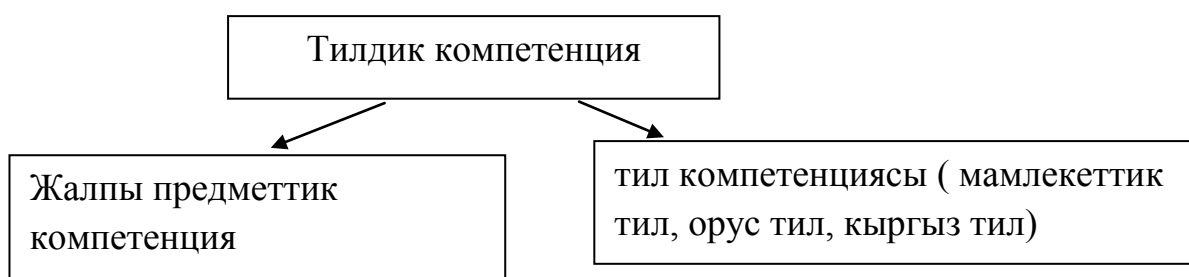 Тилдик компетенция
Жалпы предметтик
компетенция
тил компетенциясы ( мамлекеттик
тил, орус тил, кыргыз тил)